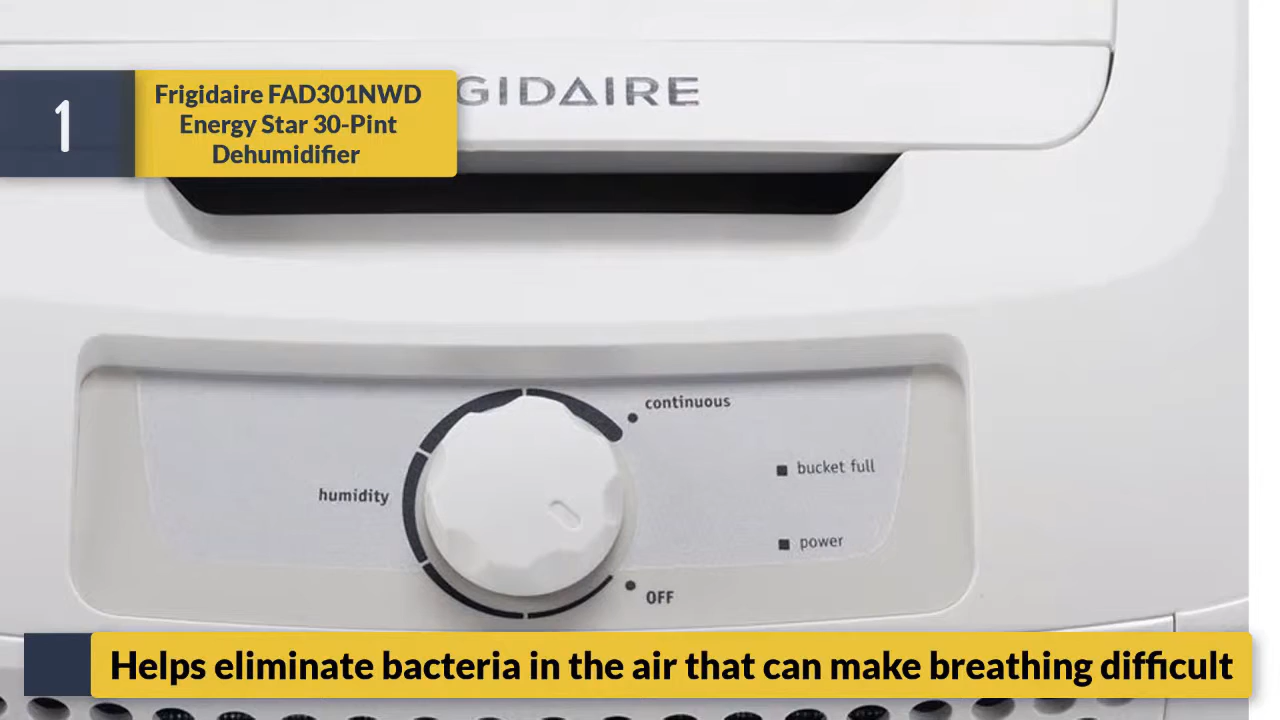 1
Frigidaire FAD301NWD
Energy Star 30-Pint
Dehumidifier
GIDAIRE
continuous
bucket full
humidity
power
OFF
Helps eliminate bacteria in the air that can make breathing difficult